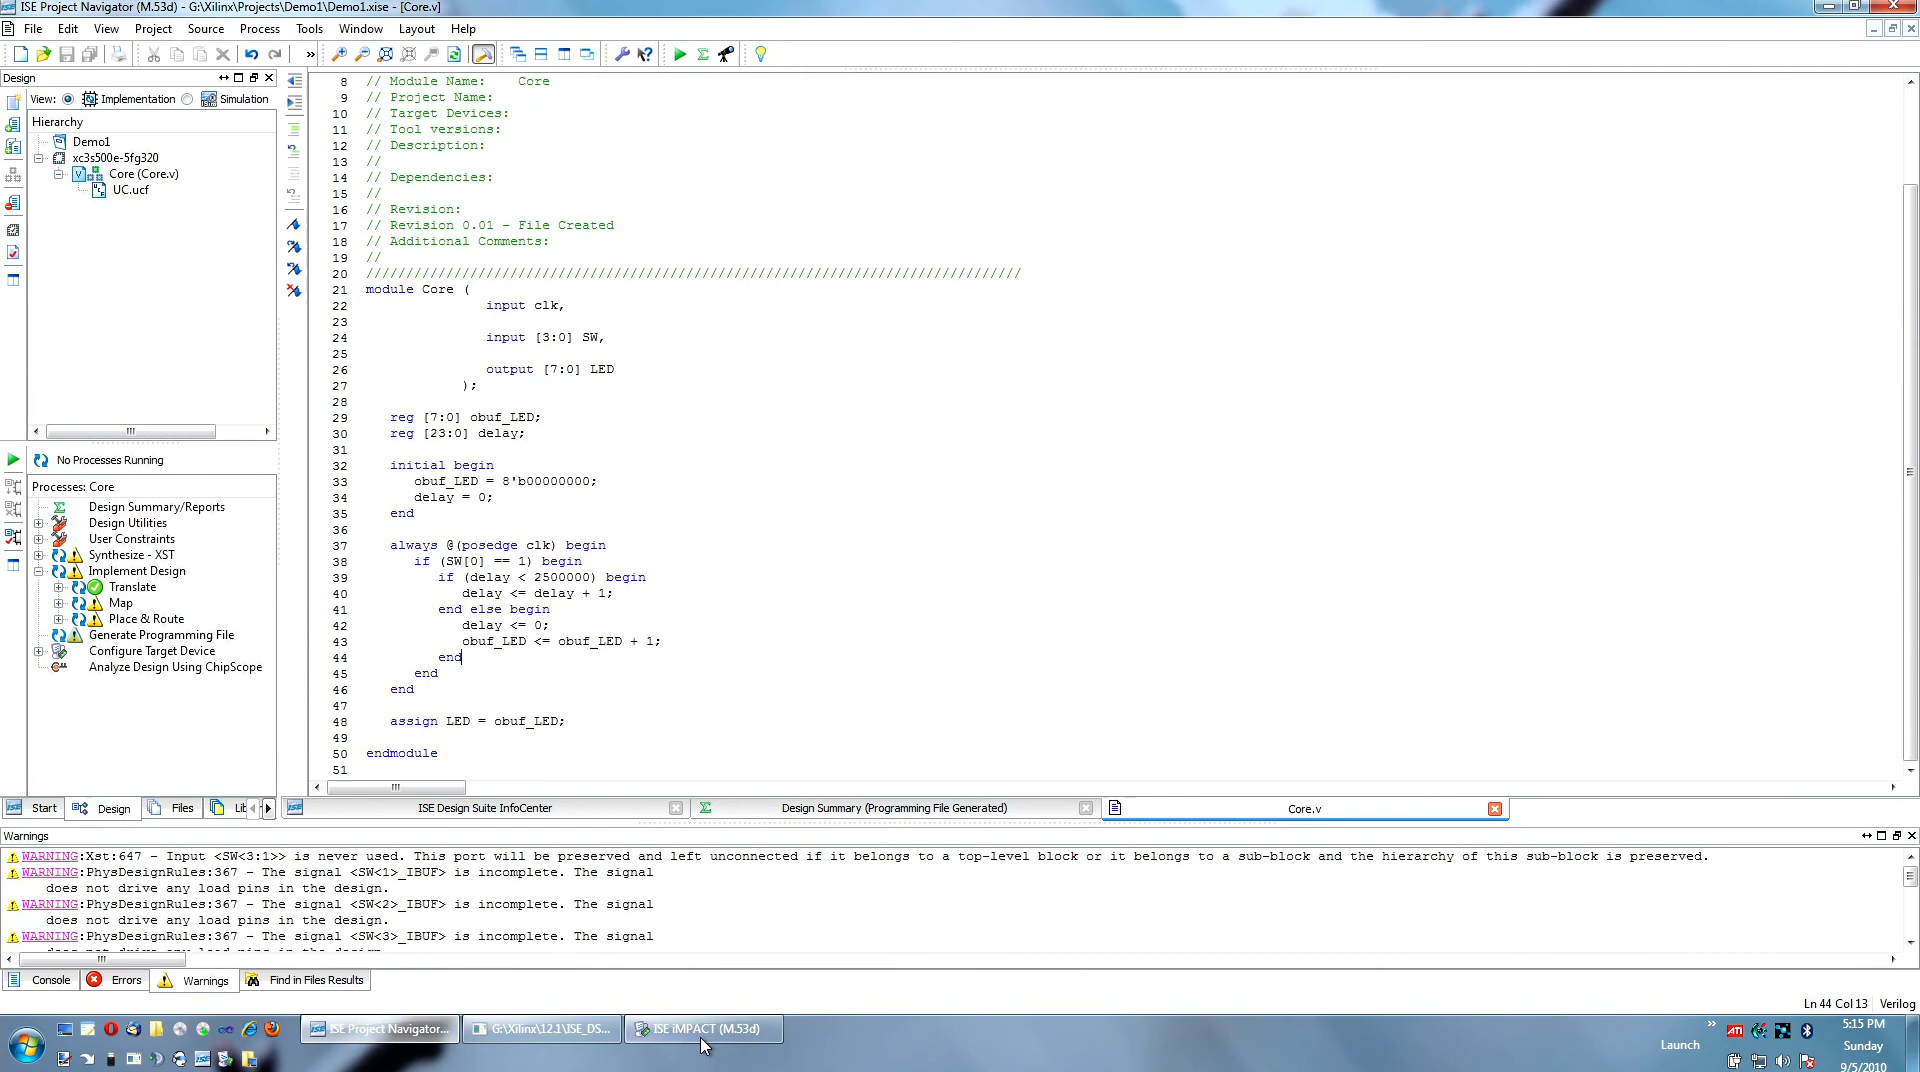 ISE Project Navigator (M.53d) - G:\Xilinx\Projects\Demo1\Demo1.xise - [Core.v]
File Edit View Project Source Process Tools Window Layout Help
Design
View: Implementation Simulation
Hierarchy
Demo1
xc3s500e-5fg320
Core (Core.v)
UC.ucf
No Processes Running
Processes: Core
Design Summary/Reports
Design Utilities
User Constraints
Synthesize - XST
Implement Design
Translate
Map
Place & Route
Generate Programming File
Configure Target Device
Analyze Design Using ChipScope
Start Design Files Lib
8 // Module Name: Core
9 // Project Name:
10 // Target Devices:
11 // Tool versions:
12 // Description:
13 //
14 // Dependencies:
15 //
16 // Revision:
17 // Revision 0.01 - File Created
18 // Additional Comments:
19 //
20 //////////////////////////////////////////////////////////////////////////////////
21 module Core (
22 input clk,
23
24 input [3:0] SW,
25
26 output [7:0] LED
27 );
28
29 reg [7:0] obuf_LED;
30 reg [23:0] delay;
31
32 initial begin
33 obuf_LED = 8'b00000000;
34 delay = 0;
35 end
36
37 always @(posedge clk) begin
38 if (SW[0] == 1) begin
39 if (delay < 2500000) begin
40 delay <= delay + 1;
41 end else begin
42 delay <= 0;
43 obuf_LED <= obuf_LED + 1;
44 end
45 end
46 end
47
48 assign LED = obuf_LED;
49
50 endmodule
51
ISE Design Suite InfoCenter Design Summary (Programming File Generated) Core.v
Warnings
WARNING:Xst:647 - Input <SW<3:1>> is never used. This port will be preserved and left unconnected if it belongs to a top-level block or it belongs to a sub-block and the hierarchy of this sub-block is preserved.
WARNING:PhysDesignRules:367 - The signal <SW<1>_IBUF> is incomplete. The signal
does not drive any load pins in the design.
WARNING:PhysDesignRules:367 - The signal <SW<2>_IBUF> is incomplete. The signal
does not drive any load pins in the design.
WARNING:PhysDesignRules:367 - The signal <SW<3>_IBUF> is incomplete. The signal
does not drive any load pins in the design.
Console Errors Warnings Find in Files Results
Ln 44 Col 13 Verilog
ISE Project Navigator... G:\Xilinx\12.1\ISE_DS... ISE iMPACT (M.53d)
Launch
ATI
5:15 PM
Sunday
9/5/2010